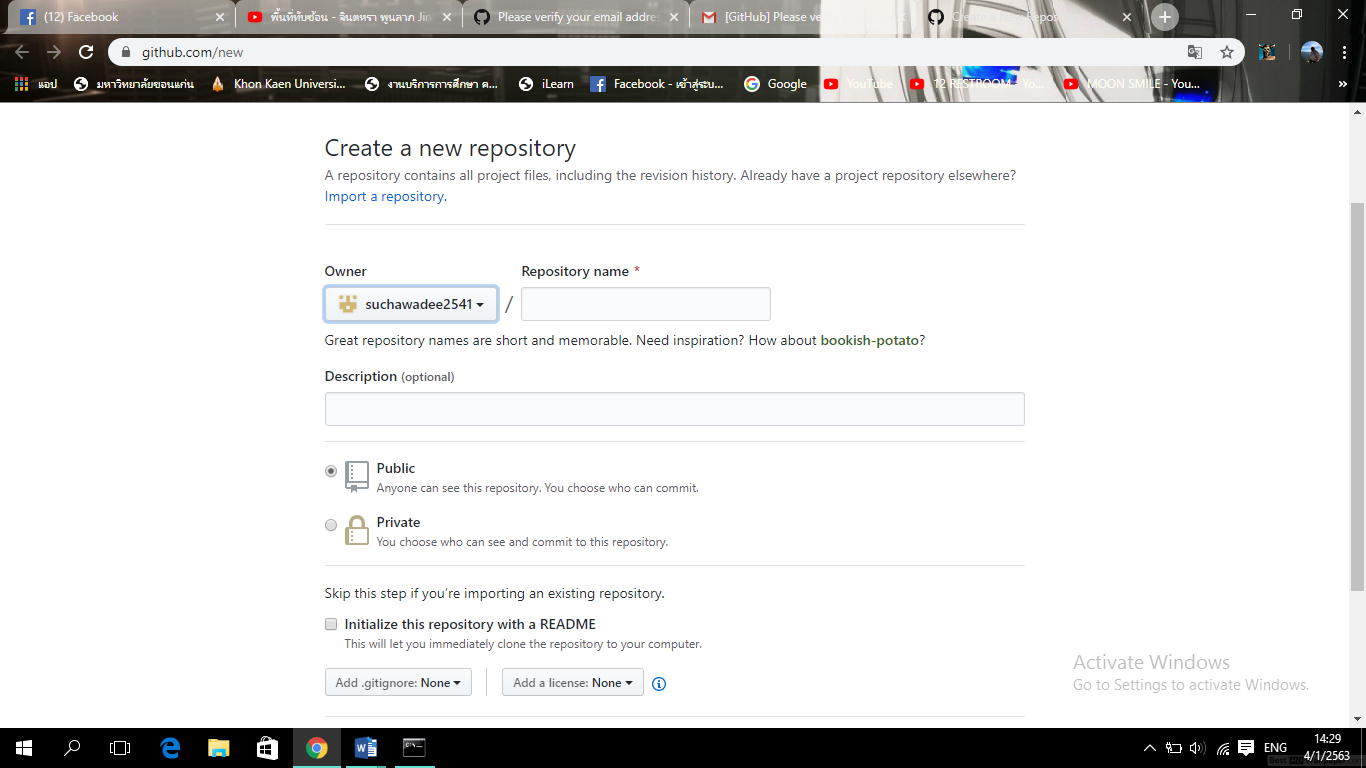 (12) Facebook
พื้นที่ทับซ้อน - จินตหรา พูนลาภ Jin
Please verify your email addre
[GitHub] Please ve
github.com/new
แอป
มหาวิทยาลัยขอนแก่น
Khon Kaen Universi...
งานบริการการศึกษา ค...
iLearn
Facebook - เข้าสู่ระบ...
Google
YouTube
12 RESTROOM - Yo...
MOON SMILE - You...
»
Create a new repository
A repository contains all project files, including the revision history. Already have a project repository elsewhere?
Import a repository.
Owner
Repository name *
suchawadee2541
/
Great repository names are short and memorable. Need inspiration? How about bookish-potato?
Description (optional)
Public
Anyone can see this repository. You choose who can commit.
Private
You choose who can see and commit to this repository.
Skip this step if you're importing an existing repository.
Initialize this repository with a README
This will let you immediately clone the repository to your computer.
Add .gitignore: None
Add a license: None
Activate Windows
Go to Settings to activate Windows.
ENG
14:29
4/1/2563